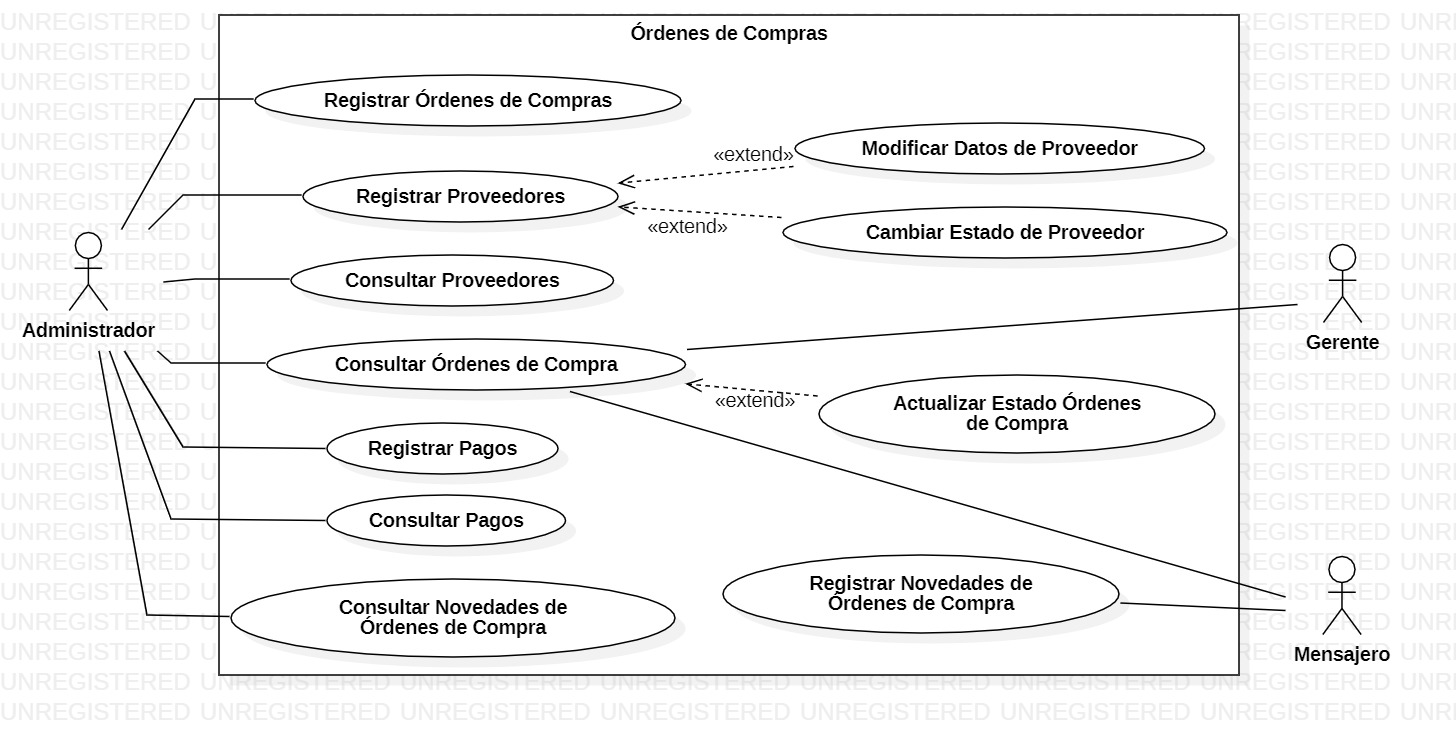 Órdenes de Compras
Registrar Órdenes de Compras
«extend»
Modificar Datos de Proveedor
Registrar Proveedores
«extend»
Cambiar Estado de Proveedor
Consultar Proveedores
Administrador
Gerente
Consultar Órdenes de Compra
«extend»
Actualizar Estado Órdenes
de Compra
Registrar Pagos
Consultar Pagos
Registrar Novedades de
Órdenes de Compra
Consultar Novedades de
Órdenes de Compra
Mensajero
UNREGISTERED UNREGISTERED UNREGISTERED UNREGISTERED UNREGISTERED UNREGISTERED UNREGISTERED UNRE